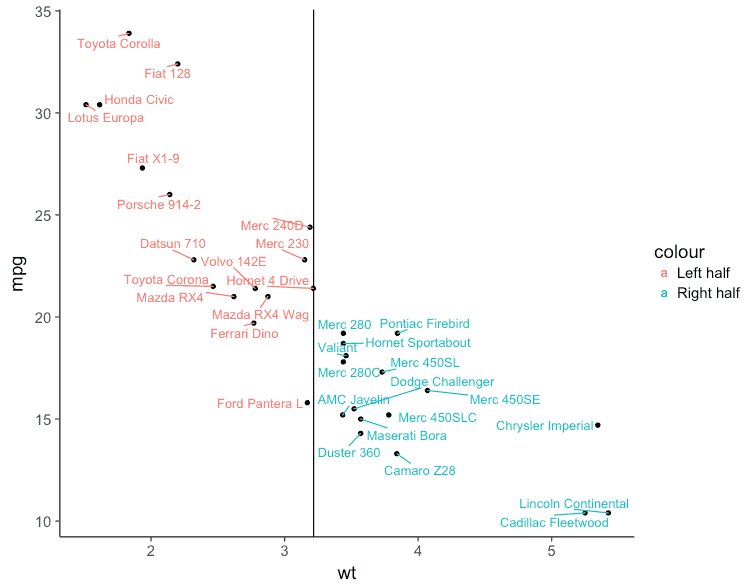 35
30
25
20
15
10
mpg
Toyota Corolla
Fiat 128
Honda Civic
Lotus Europa
Fiat X1-9
Porsche 914-2
Merc 240D
Datsun 710
Merc 230
Volvo 142E
Toyota Corona
Hornet 4 Drive
Mazda RX4
Mazda RX4 Wag
Ferrari Dino
Merc 280
Pontiac Firebird
Hornet Sportabout
Valiant
Merc 450SL
Merc 280C
Dodge Challenger
AMC Javelin
Merc 450SE
Ford Pantera L
Merc 450SLC
Chrysler Imperial
Maserati Bora
Duster 360
Camaro Z28
Lincoln Continental
Cadillac Fleetwood
2
3
4
5
wt
colour
a Left half
a Right half